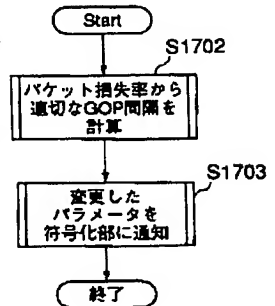 Start
S1702
パケット損失率から
適切なGOP間隔を
計算
S1703
変更した
パラメータを
符号化部に通知
終了